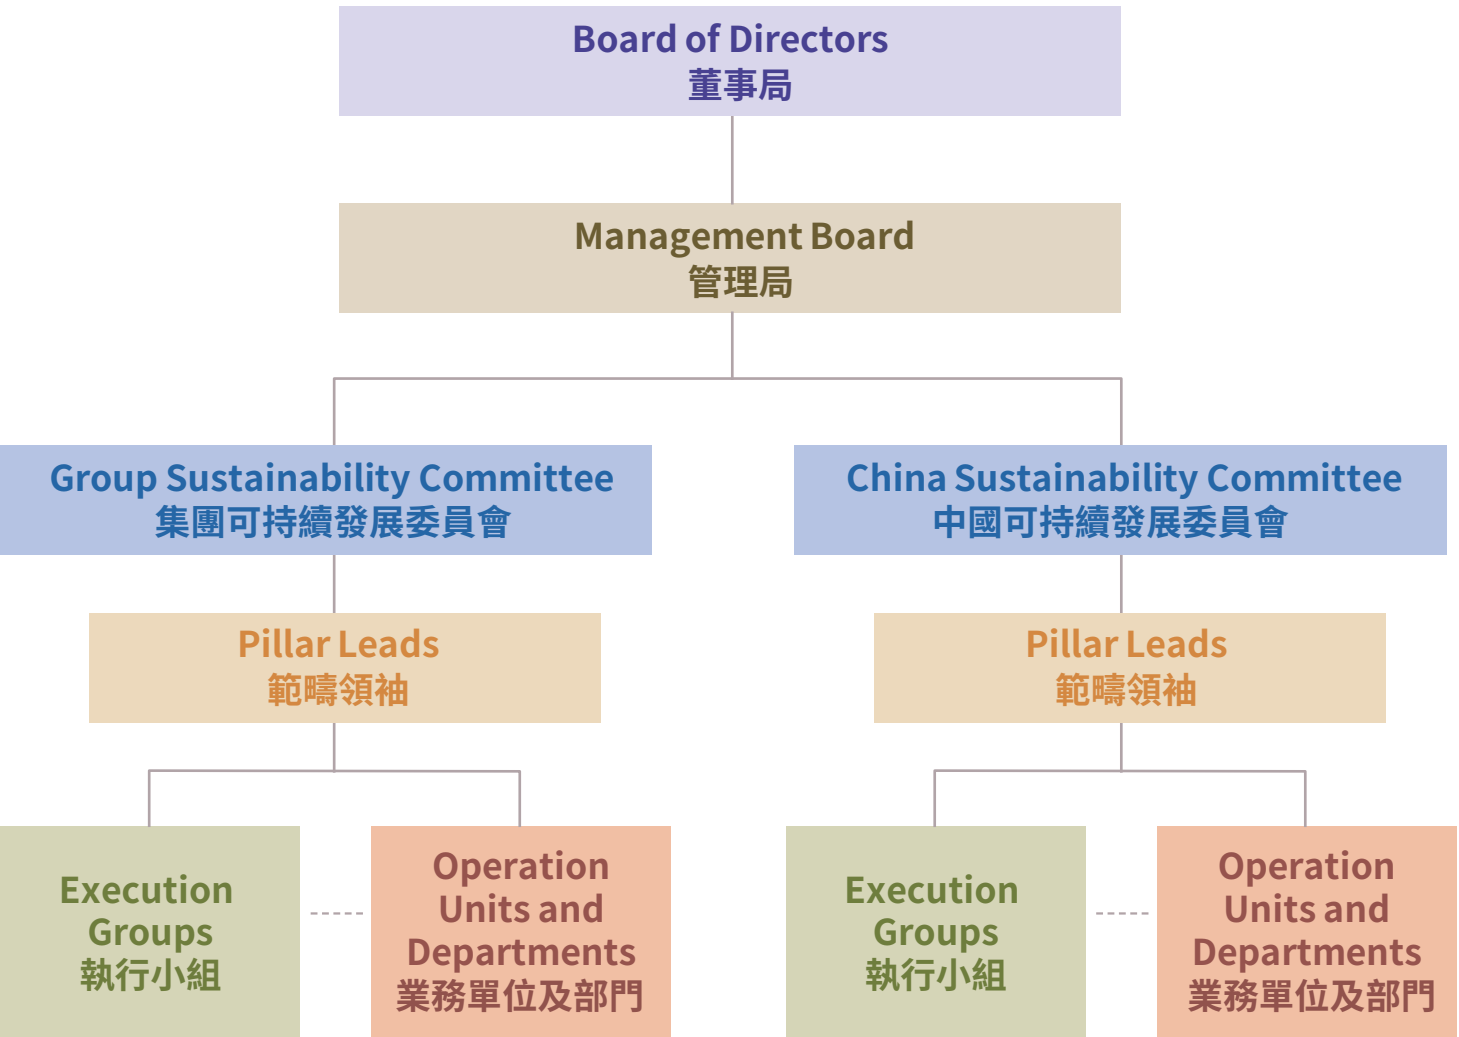 Board of Directors
董事局
Management Board
管理局
Group Sustainability Committee
集團可持續發展委員會
China Sustainability Committee
中國可持續發展委員會
Pillar Leads
範疇領袖
Pillar Leads
範疇領袖
Execution
Groups
執行小組
Operation
Units and
Departments
業務單位及部門
Execution
Groups
執行小組
Operation
Units and
Departments
業務單位及部門